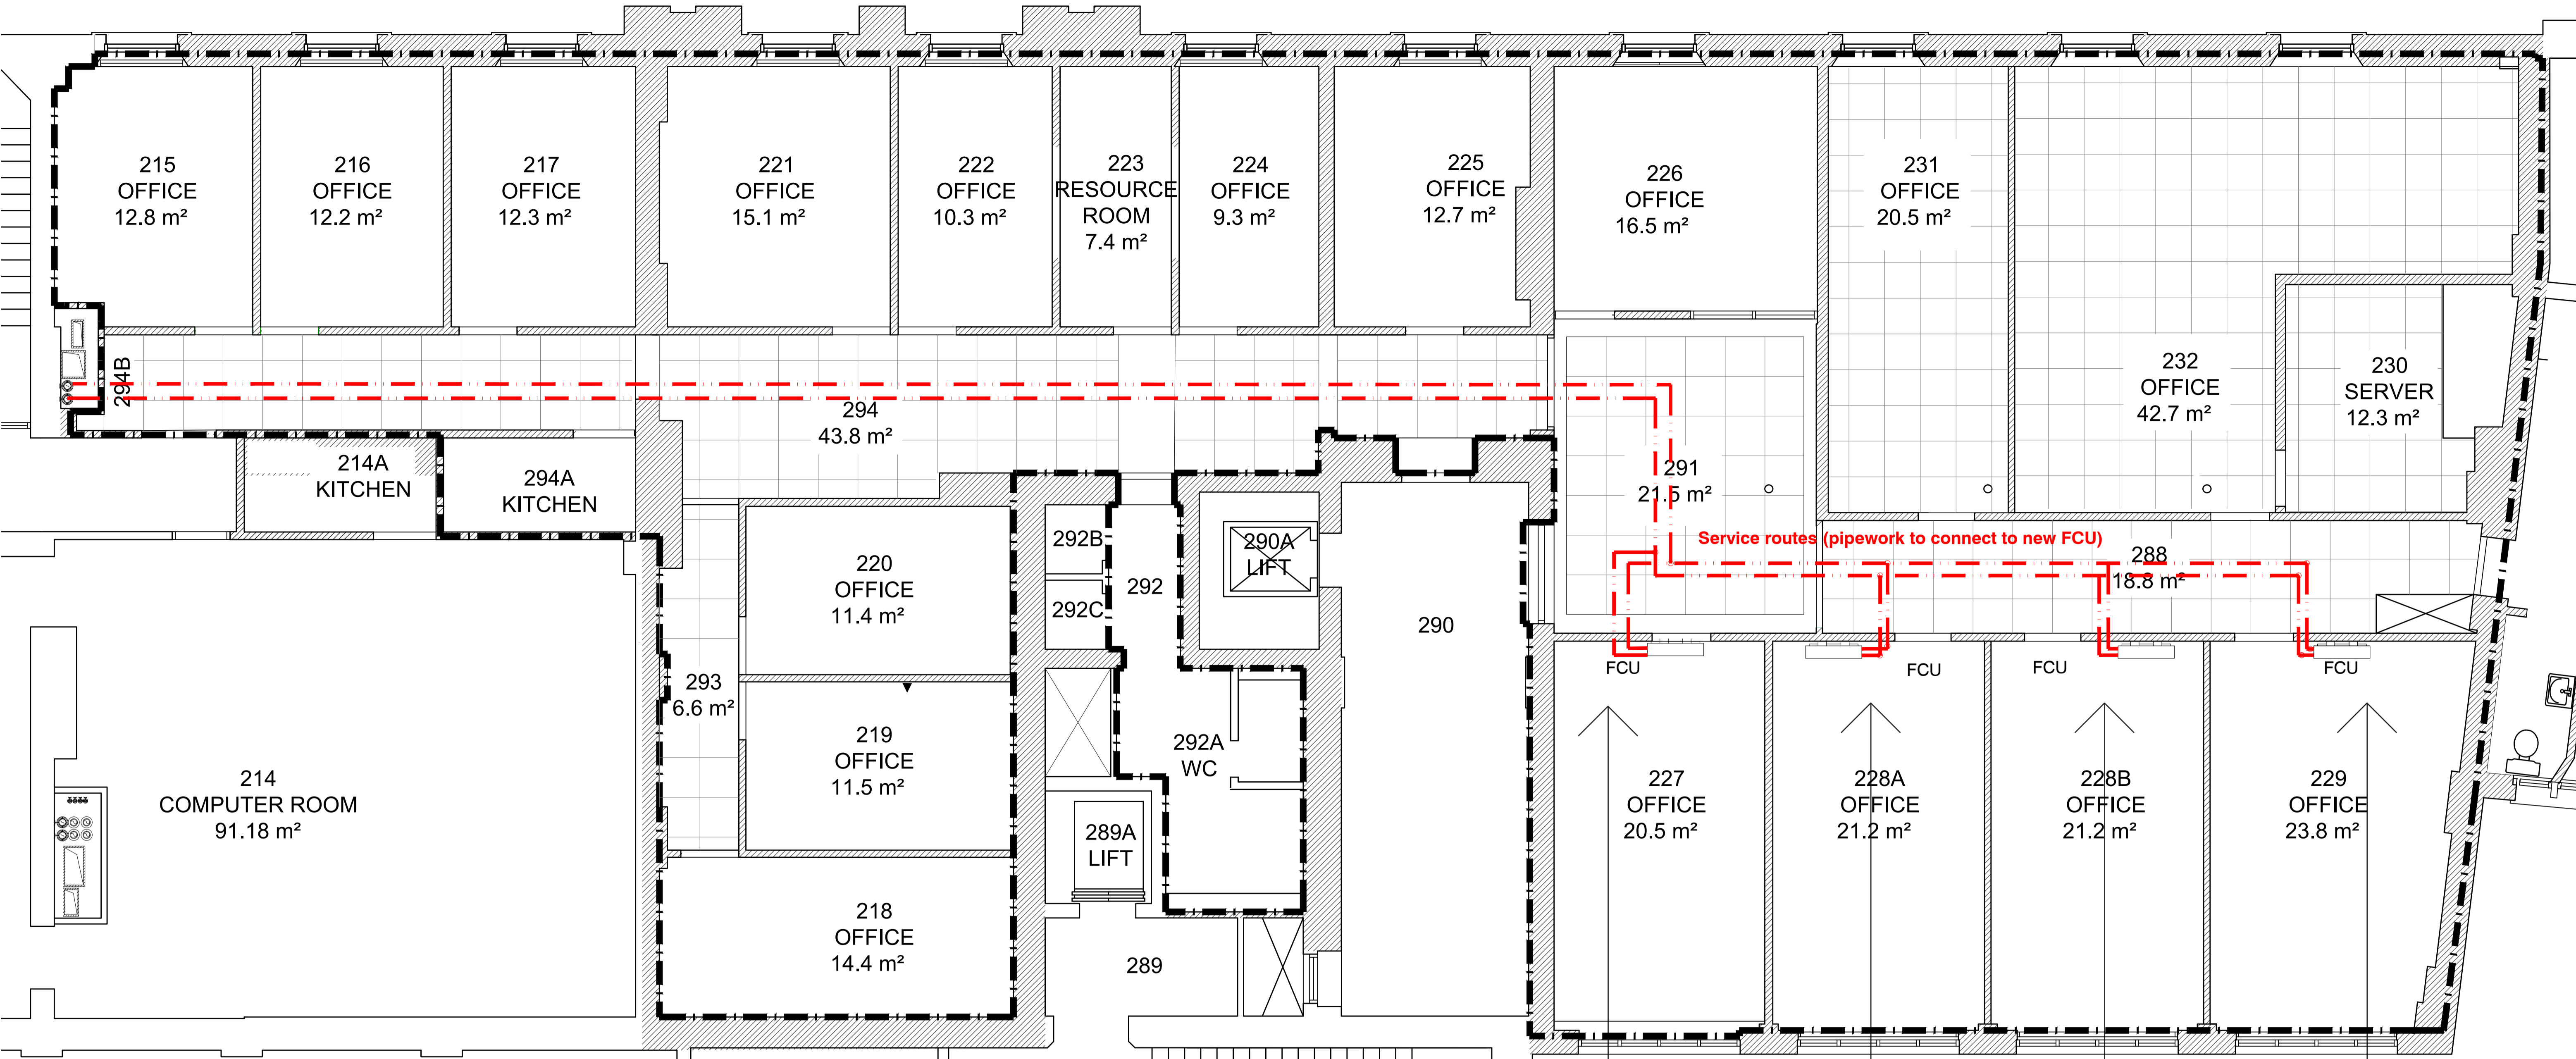 215
OFFICE
12.8 m²
216
OFFICE
12.2 m²
217
OFFICE
12.3 m²
221
OFFICE
15.1 m²
222
OFFICE
10.3 m²
223
RESOURCE
ROOM
7.4 m²
224
OFFICE
9.3 m²
225
OFFICE
12.7 m²
226
OFFICE
16.5 m²
231
OFFICE
20.5 m²
232
OFFICE
42.7 m²
230
SERVER
12.3 m²
294B
294
43.8 m²
214A
KITCHEN
294A
KITCHEN
291
21.5 m²
Service routes (pipework to connect to new FCU)
288
18.8 m²
220
OFFICE
11.4 m²
292B
292C
292
290A
LIFT
290
293
6.6 m²
219
OFFICE
11.5 m²
292A
WC
FCU
FCU
FCU
FCU
214
COMPUTER ROOM
91.18 m²
289A
LIFT
227
OFFICE
20.5 m²
228A
OFFICE
21.2 m²
228B
OFFICE
21.2 m²
229
OFFICE
23.8 m²
218
OFFICE
14.4 m²
289